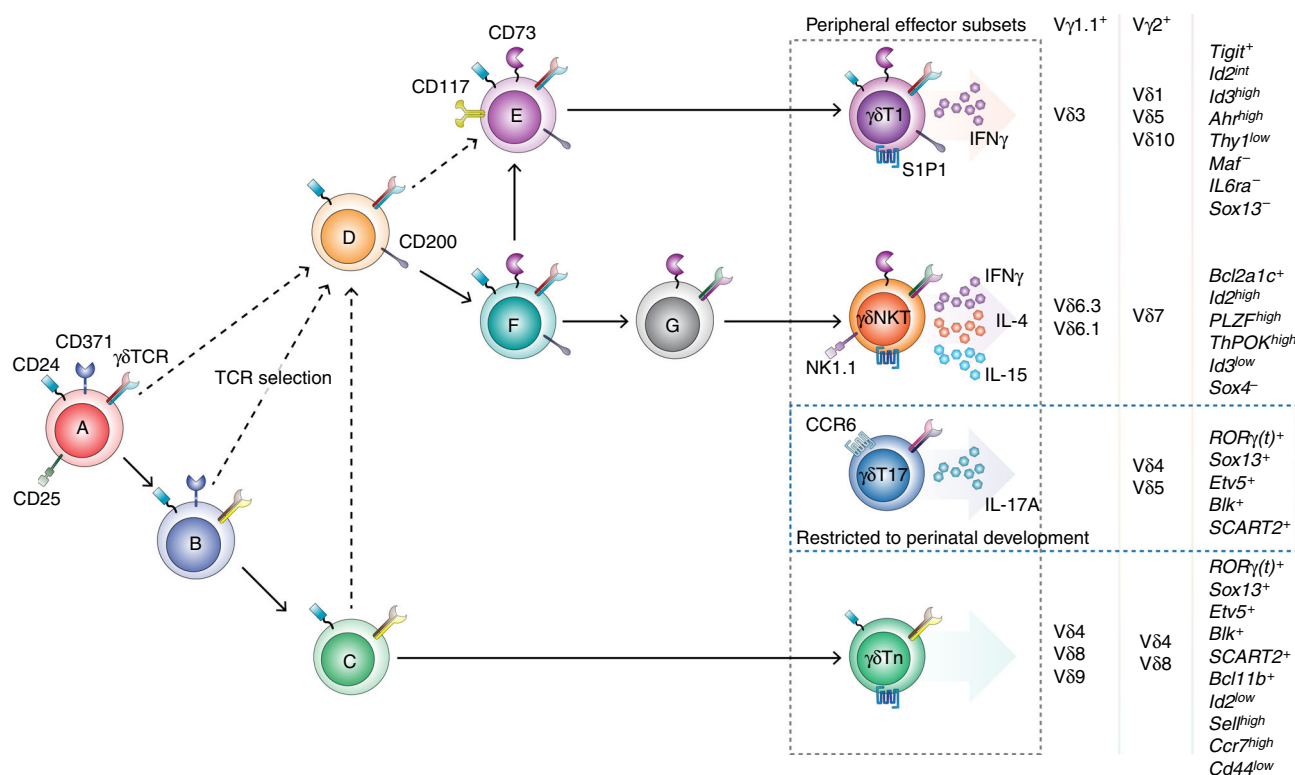 Peripheral effector subsets
Vγ1.1⁺
Vγ2⁺
CD73
CD117
E
γδT1
IFNγ
S1P1
Vδ3
Vδ1
Vδ5
Vδ10
Tigit⁺
Id2ⁱⁿᵗ
Id3ʰⁱᵍʰ
Ahrʰⁱᵍʰ
Thy1ˡᵒʷ
Maf⁻
IL6ra⁻
Sox13⁻
D
CD200
F
G
γδNKT
NK1.1
IFNγ
IL-4
IL-15
Vδ6.3
Vδ6.1
Vδ7
Bcl2a1c⁺
Id2ʰⁱᵍʰ
PLZFʰⁱᵍʰ
ThPOKʰⁱᵍʰ
Id3ˡᵒʷ
Sox4⁻
CD371
CD24
γδTCR
TCR selection
A
CD25
B
CCR6
γδT17
IL-17A
Restricted to perinatal development
Vδ4
Vδ5
RORγ(t)⁺
Sox13⁺
Etv5⁺
Blk⁺
SCART2⁺
C
γδTn
Vδ4
Vδ8
Vδ9
Vδ4
Vδ8
RORγ(t)⁺
Sox13⁺
Etv5⁺
Blk⁺
SCART2⁺
Bcl11b⁺
Id2ˡᵒʷ
Sellʰⁱᵍʰ
Ccr7ʰⁱᵍʰ
Cd44ˡᵒʷ